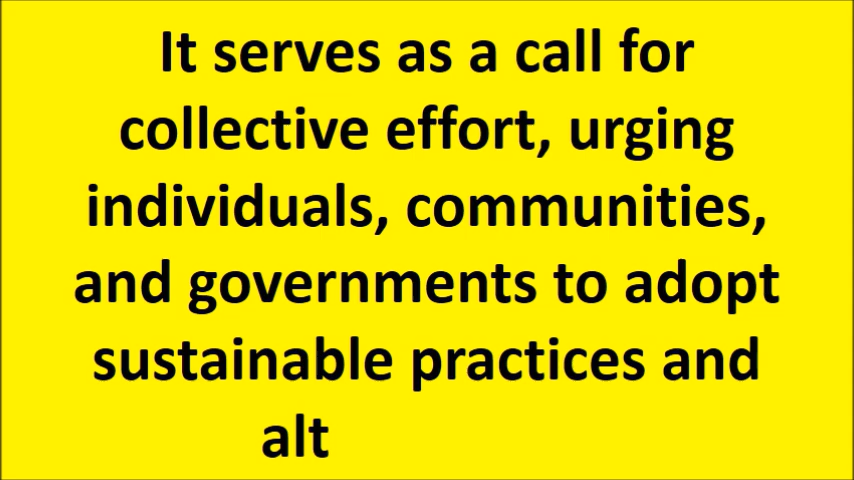 It serves as a call for
collective effort, urging
individuals, communities,
and governments to adopt
sustainable practices and
alt